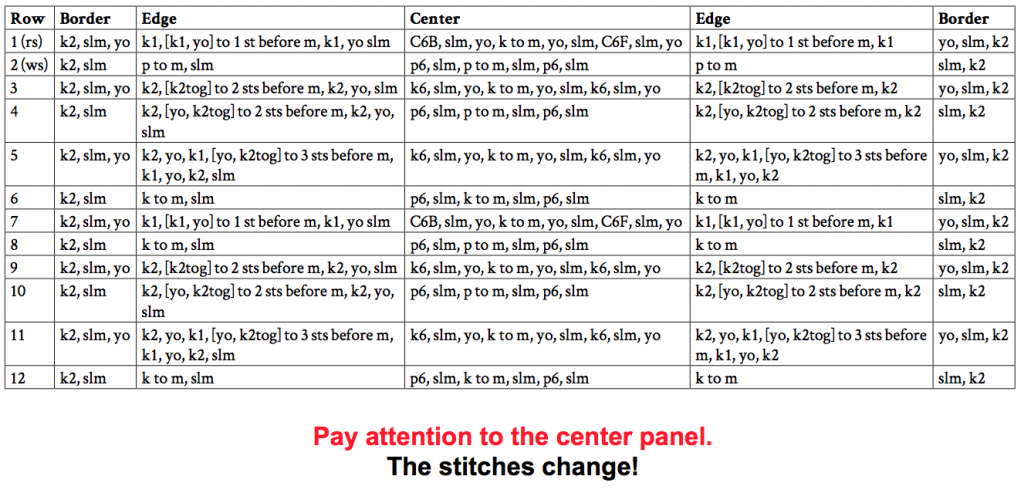 Row Border Edge Center Edge Border
1 (rs) k2, slm, yo k1, [k1, yo] to 1 st before m, k1, yo slm C6B, slm, yo, k to m, yo, slm, C6F, slm, yo k1, [k1, yo] to 1 st before m, k1 yo, slm, k2
2 (ws) k2, slm p to m, slm p6, slm, p to m, slm, p6, slm p to m slm, k2
3 k2, slm, yo k2, [k2tog] to 2 sts before m, k2, yo, slm k6, slm, yo, k to m, yo, slm, k6, slm, yo k2, [k2tog] to 2 sts before m, k2 yo, slm, k2
4 k2, slm k2, [yo, k2tog] to 2 sts before m, k2, yo, p6, slm, p to m, slm, p6, slm k2, [yo, k2tog] to 2 sts before m, k2 slm, k2
slm
5 k2, slm, yo k2, yo, k1, [yo, k2tog] to 3 sts before m, k6, slm, yo, k to m, yo, slm, k6, slm, yo k2, yo, k1, [yo, k2tog] to 3 sts before yo, slm, k2
k1, yo, k2, slm m, k1, yo, k2
6 k2, slm k to m, slm p6, slm, k to m, slm, p6, slm k to m slm, k2
7 k2, slm, yo k1, [k1, yo] to 1 st before m, k1, yo slm C6B, slm, yo, k to m, yo, slm, C6F, slm, yo k1, [k1, yo] to 1 st before m, k1 yo, slm, k2
8 k2, slm k to m, slm p6, slm, p to m, slm, p6, slm k to m slm, k2
9 k2, slm, yo k2, [k2tog] to 2 sts before m, k2, yo, slm k6, slm, yo, k to m, yo, slm, k6, slm, yo k2, [k2tog] to 2 sts before m, k2 yo, slm, k2
10 k2, slm k2, [yo, k2tog] to 2 sts before m, k2, yo, p6, slm, p to m, slm, p6, slm k2, [yo, k2tog] to 2 sts before m, k2 slm, k2
slm
11 k2, slm, yo k2, yo, k1, [yo, k2tog] to 3 sts before m, k6, slm, yo, k to m, yo, slm, k6, slm, yo k2, yo, k1, [yo, k2tog] to 3 sts before yo, slm, k2
k1, yo, k2, slm m, k1, yo, k2
12 k2, slm k to m, slm p6, slm, k to m, slm, p6, slm k to m slm, k2
Pay attention to the center panel.
The stitches change!